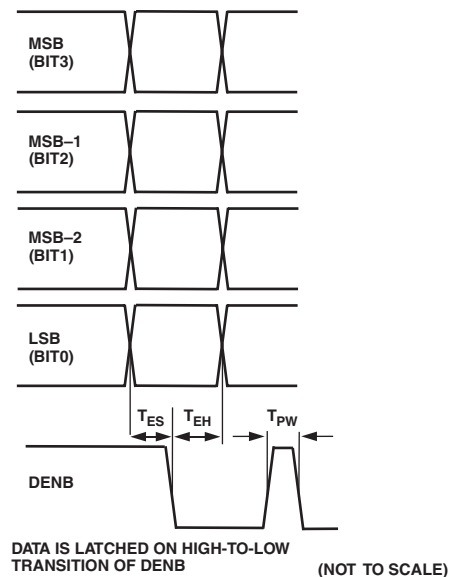 MSB
(BIT3)
MSB–1
(BIT2)
MSB–2
(BIT1)
LSB
(BIT0)
TES TEH TPW
DENB
DATA IS LATCHED ON HIGH-TO-LOW
TRANSITION OF DENB
(NOT TO SCALE)